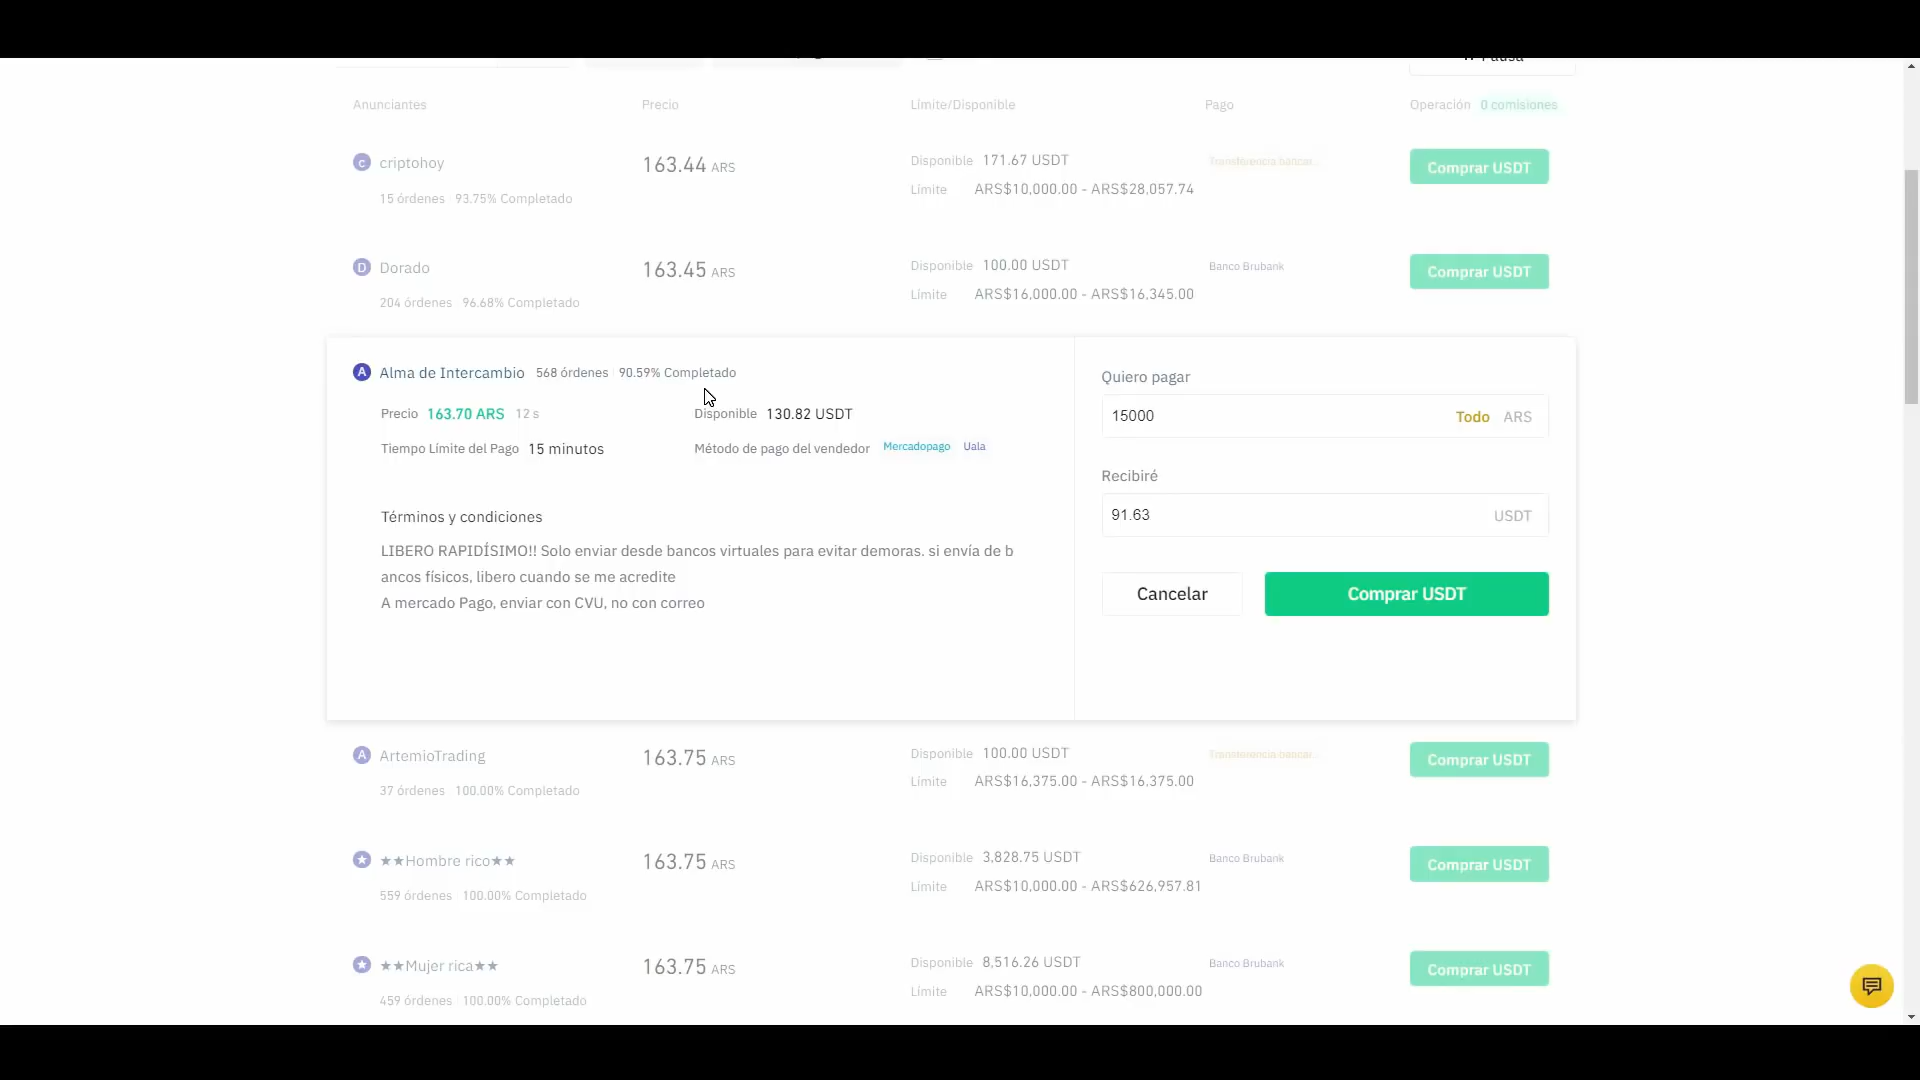 Pausa
Anunciantes Precio Límite/Disponible Pago Operación 0 comisiones
C criptohoy 163.44 ARS Disponible 171.67 USDT Transferencia bancar... Comprar USDT
Límite ARS$10,000.00 - ARS$28,057.74
15 órdenes 93.75% Completado
D Dorado 163.45 ARS Disponible 100.00 USDT Banco Brubank Comprar USDT
Límite ARS$16,000.00 - ARS$16,345.00
204 órdenes 96.68% Completado
A Alma de Intercambio 568 órdenes 90.59% Completado
Precio 163.70 ARS 12 s Disponible 130.82 USDT
Tiempo Límite del Pago 15 minutos Método de pago del vendedor Mercadopago Uala
Términos y condiciones
LIBERO RAPIDÍSIMO!! Solo enviar desde bancos virtuales para evitar demoras. si envía de b
ancos físicos, libero cuando se me acredite
A mercado Pago, enviar con CVU, no con correo
Quiero pagar
15000 Todo ARS
Recibiré
91.63 USDT
Cancelar Comprar USDT
A ArtemioTrading 163.75 ARS Disponible 100.00 USDT Transferencia bancar... Comprar USDT
Límite ARS$16,375.00 - ARS$16,375.00
37 órdenes 100.00% Completado
★★Hombre rico★★ 163.75 ARS Disponible 3,828.75 USDT Banco Brubank Comprar USDT
Límite ARS$10,000.00 - ARS$626,957.81
559 órdenes 100.00% Completado
★★Mujer rica★★ 163.75 ARS Disponible 8,516.26 USDT Banco Brubank Comprar USDT
Límite ARS$10,000.00 - ARS$800,000.00
459 órdenes 100.00% Completado